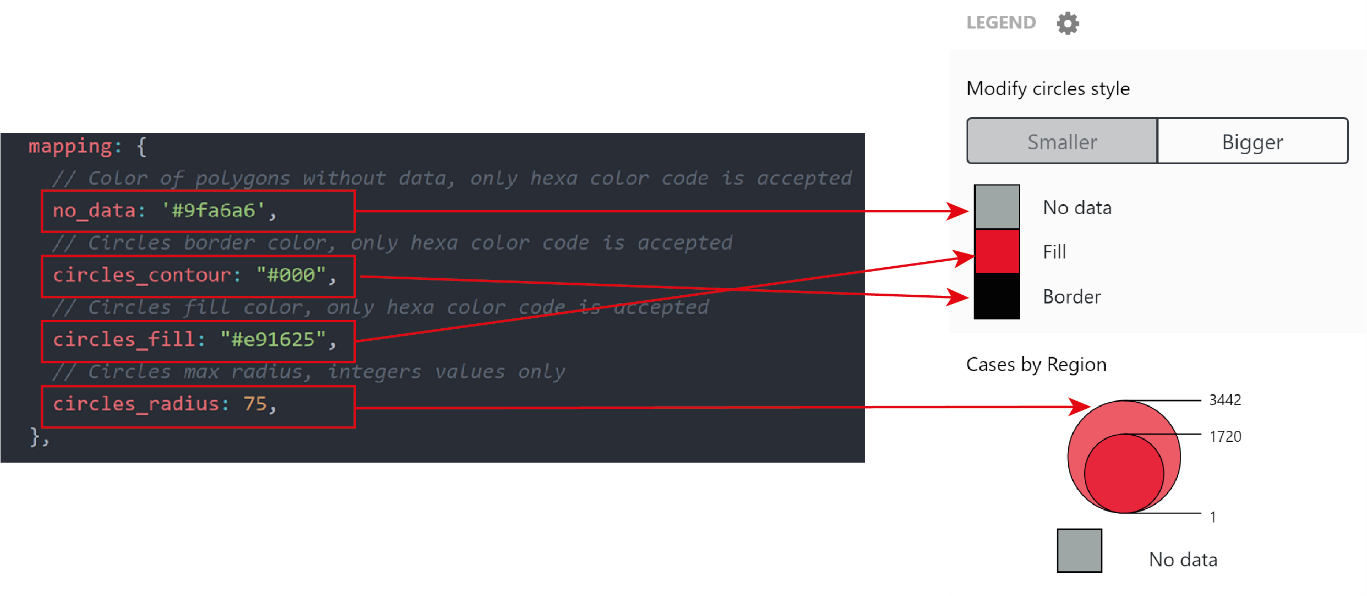 mapping: {
// Color of polygons without data, only hexa color code is accepted
no_data: '#9fa6a6',
// Circles border color, only hexa color code is accepted
circles_contour: "#000",
// Circles fill color, only hexa color code is accepted
circles_fill: "#e91625",
// Circles max radius, integers values only
circles_radius: 75,
},
LEGEND
Modify circles style
Smaller Bigger
No data
Fill
Border
Cases by Region
3442
1720
1
No data